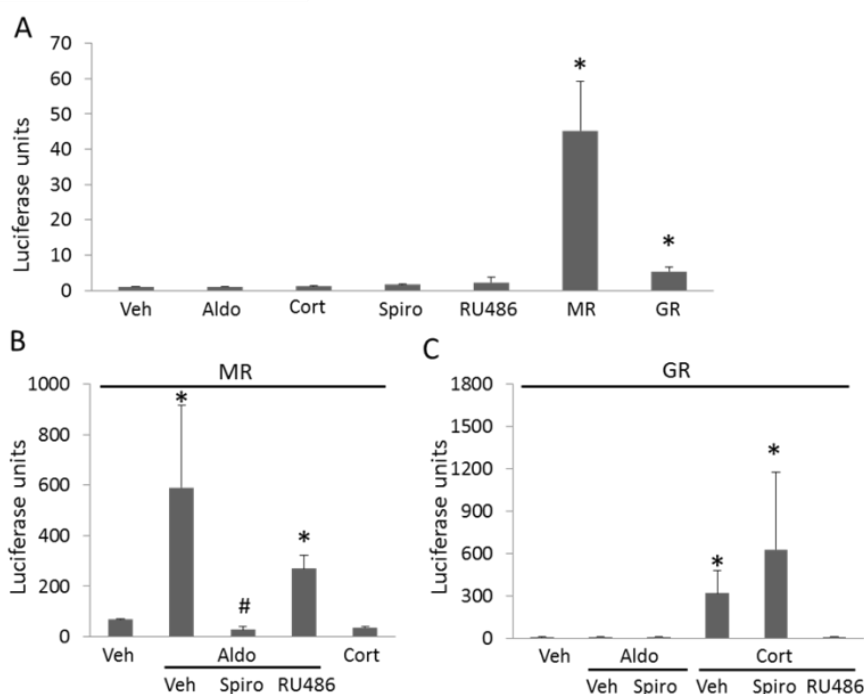 A
Luciferase units
80
70
60
50
40
30
20
10
0
*
*
Veh Aldo Cort Spiro RU486 MR GR
B
MR
Luciferase units
1000
800
600
400
200
0
*
#
*
Veh Aldo Cort
Veh Spiro RU486
C
GR
Luciferase units
1800
1500
1200
900
600
300
0
*
*
Veh Aldo Cort
Veh Spiro Veh Spiro RU486